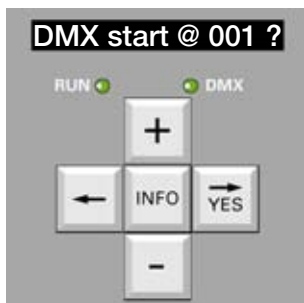 DMX start @ 001 ?
RUN DMX
+
← INFO → YES
-